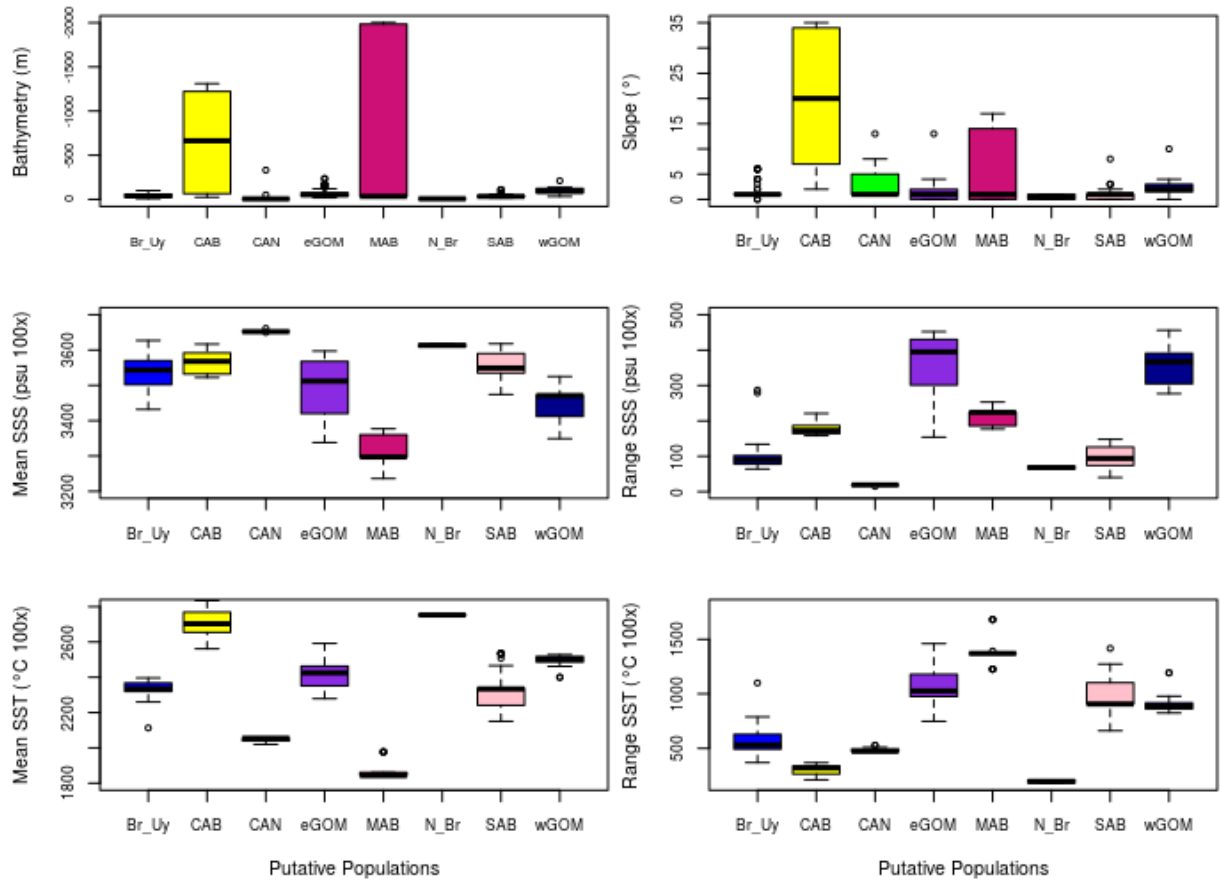 Bathymetry (m)
-2000
-1500
-1000
-500
0
Br_Uy CAB CAN eGOM MAB N_Br SAB wGOM
Slope (°)
35
25
15
5
0
Br_Uy CAB CAN eGOM MAB N_Br SAB wGOM
Mean SSS (psu 100x)
3600
3400
3200
Br_Uy CAB CAN eGOM MAB N_Br SAB wGOM
Range SSS (psu 100x)
500
300
100
0
Br_Uy CAB CAN eGOM MAB N_Br SAB wGOM
Mean SST (°C 100x)
2600
2200
1800
Br_Uy CAB CAN eGOM MAB N_Br SAB wGOM
Putative Populations
Range SST (°C 100x)
1500
1000
500
Br_Uy CAB CAN eGOM MAB N_Br SAB wGOM
Putative Populations